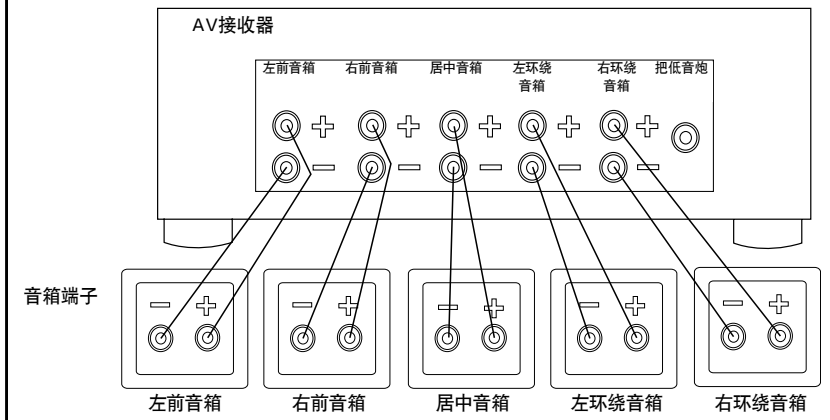 AV接收器
左前音箱 右前音箱 居中音箱 左环绕音箱 右环绕音箱 把低音炮
+ + + + +
− − − − −
音箱端子
− + − + − + − + − +
左前音箱 右前音箱 居中音箱 左环绕音箱 右环绕音箱